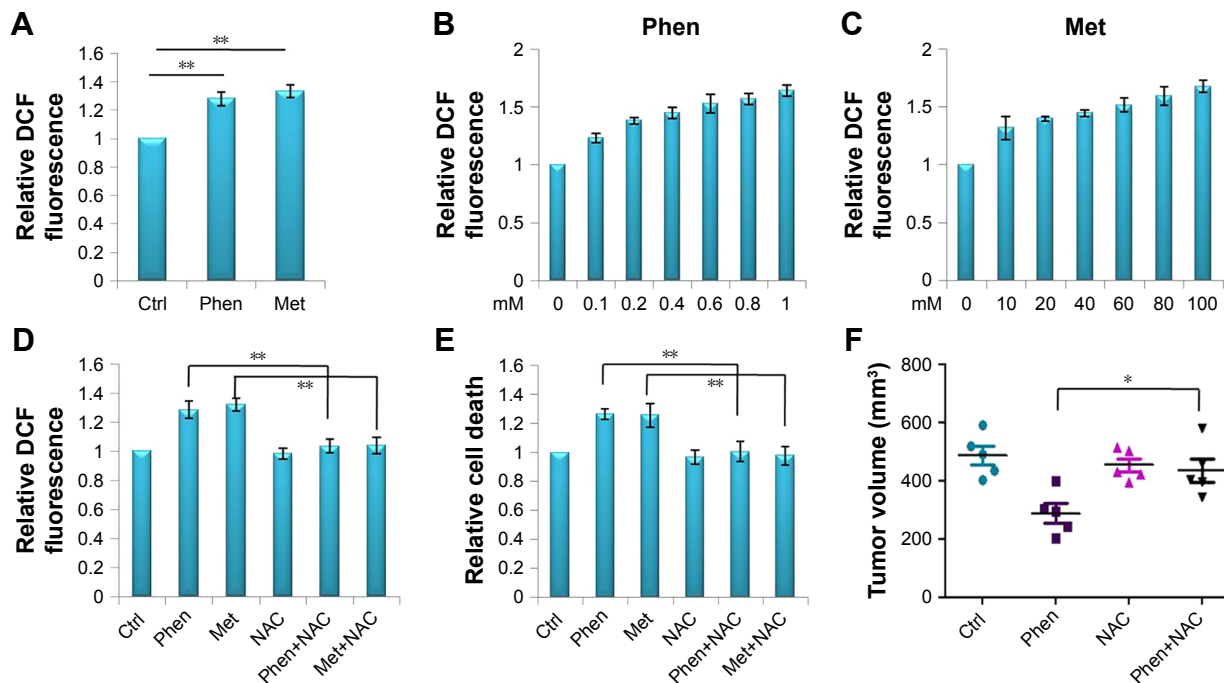 A
Relative DCF
fluorescence
1.6
1.4
1.2
1
0.8
0.6
0.4
0.2
0
**
**
Ctrl Phen Met
B
Phen
Relative DCF
fluorescence
2
1.5
1
0.5
0
mM 0 0.1 0.2 0.4 0.6 0.8 1
C
Met
Relative DCF
fluorescence
2
1.5
1
0.5
0
mM 0 10 20 40 60 80 100
D
Relative DCF
fluorescence
1.6
1.4
1.2
1
0.8
0.6
0.4
0.2
0
**
**
Ctrl Phen Met NAC Phen+NAC Met+NAC
E
Relative cell death
1.6
1.4
1.2
1
0.8
0.6
0.4
0.2
0
**
**
Ctrl Phen Met NAC Phen+NAC Met+NAC
F
Tumor volume (mm³)
800
600
400
200
0
*
Ctrl Phen NAC Phen+NAC